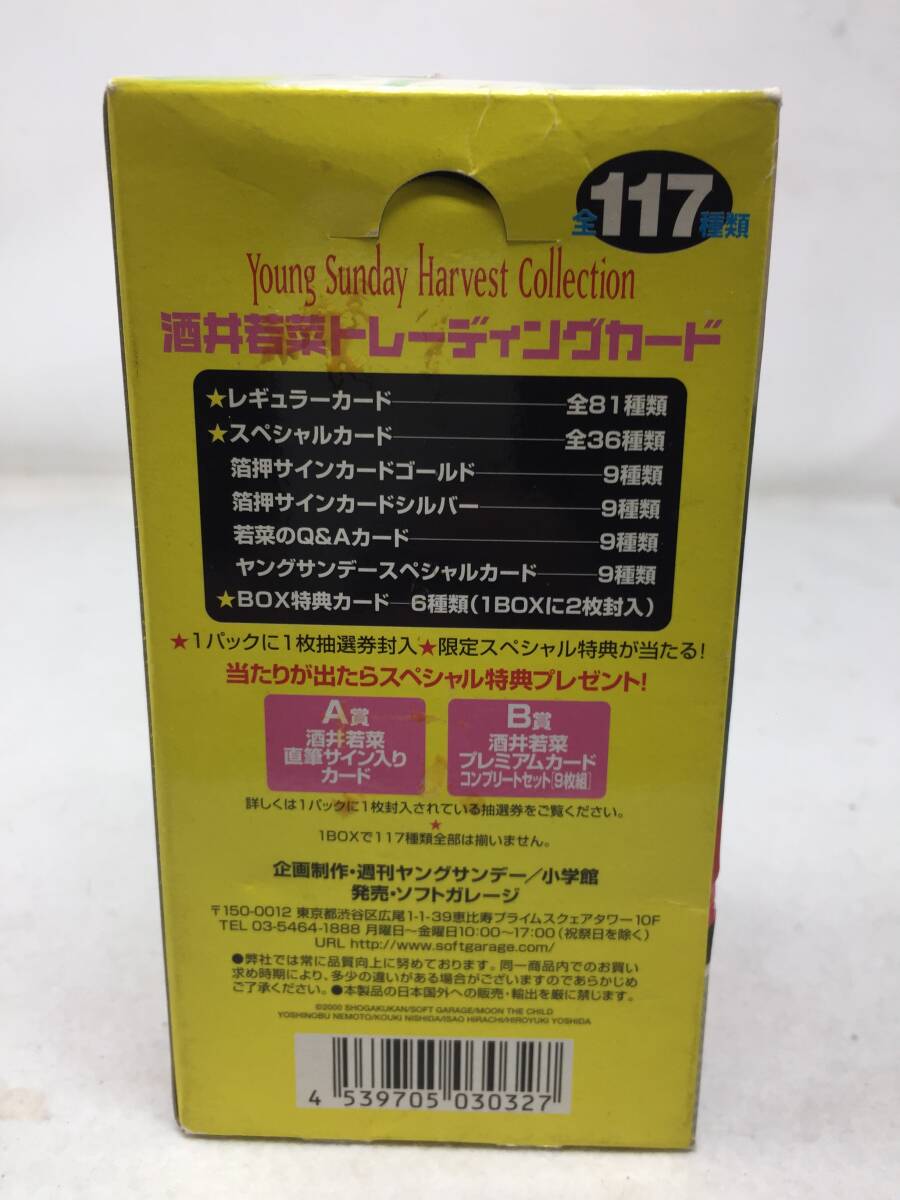 全117種類
Young Sunday Harvest Collection
酒井若菜トレーディングカード
★レギュラーカード 全81種類
★スペシャルカード 全36種類
箔押サインカードゴールド 9種類
箔押サインカードシルバー 9種類
若菜のQ&Aカード 9種類
ヤングサンデースペシャルカード 9種類
★BOX特典カード 6種類(1BOXに2枚封入)
★1パックに1枚抽選券封入★限定スペシャル特典が当たる!
当たりが出たらスペシャル特典プレゼント!
A賞
酒井若菜
直筆サイン入り
カード
B賞
酒井若菜
プレミアムカード
コンプリートセット[9枚組]
詳しくは1パックに1枚封入されている抽選券をご覧ください。
★
1BOXで117種類全部は揃いません。
企画制作・週刊ヤングサンデー/小学館
発売・ソフトガレージ
〒150-0012 東京都渋谷区広尾1-1-39恵比寿プライムスクェアタワー10F
TEL 03-5464-1888 月曜日~金曜日10:00~17:00(祝祭日を除く)
URL http://www.softgarage.com/
●弊社では常に品質向上に努めております。同一商品内でのお買い
求め時期により、多少の違いがある場合がございますのであらかじめ
ご了承ください。●本製品の日本国外への販売・輸出を厳に禁じます。
©2000 SHOGAKUKAN/SOFT GARAGE/MOON THE CHILD
YOSHINOBU NEMOTO/KOUKI NISHIDA/ISAO HIRACHI/HIROYUKI YOSHIDA
4 539705 030327